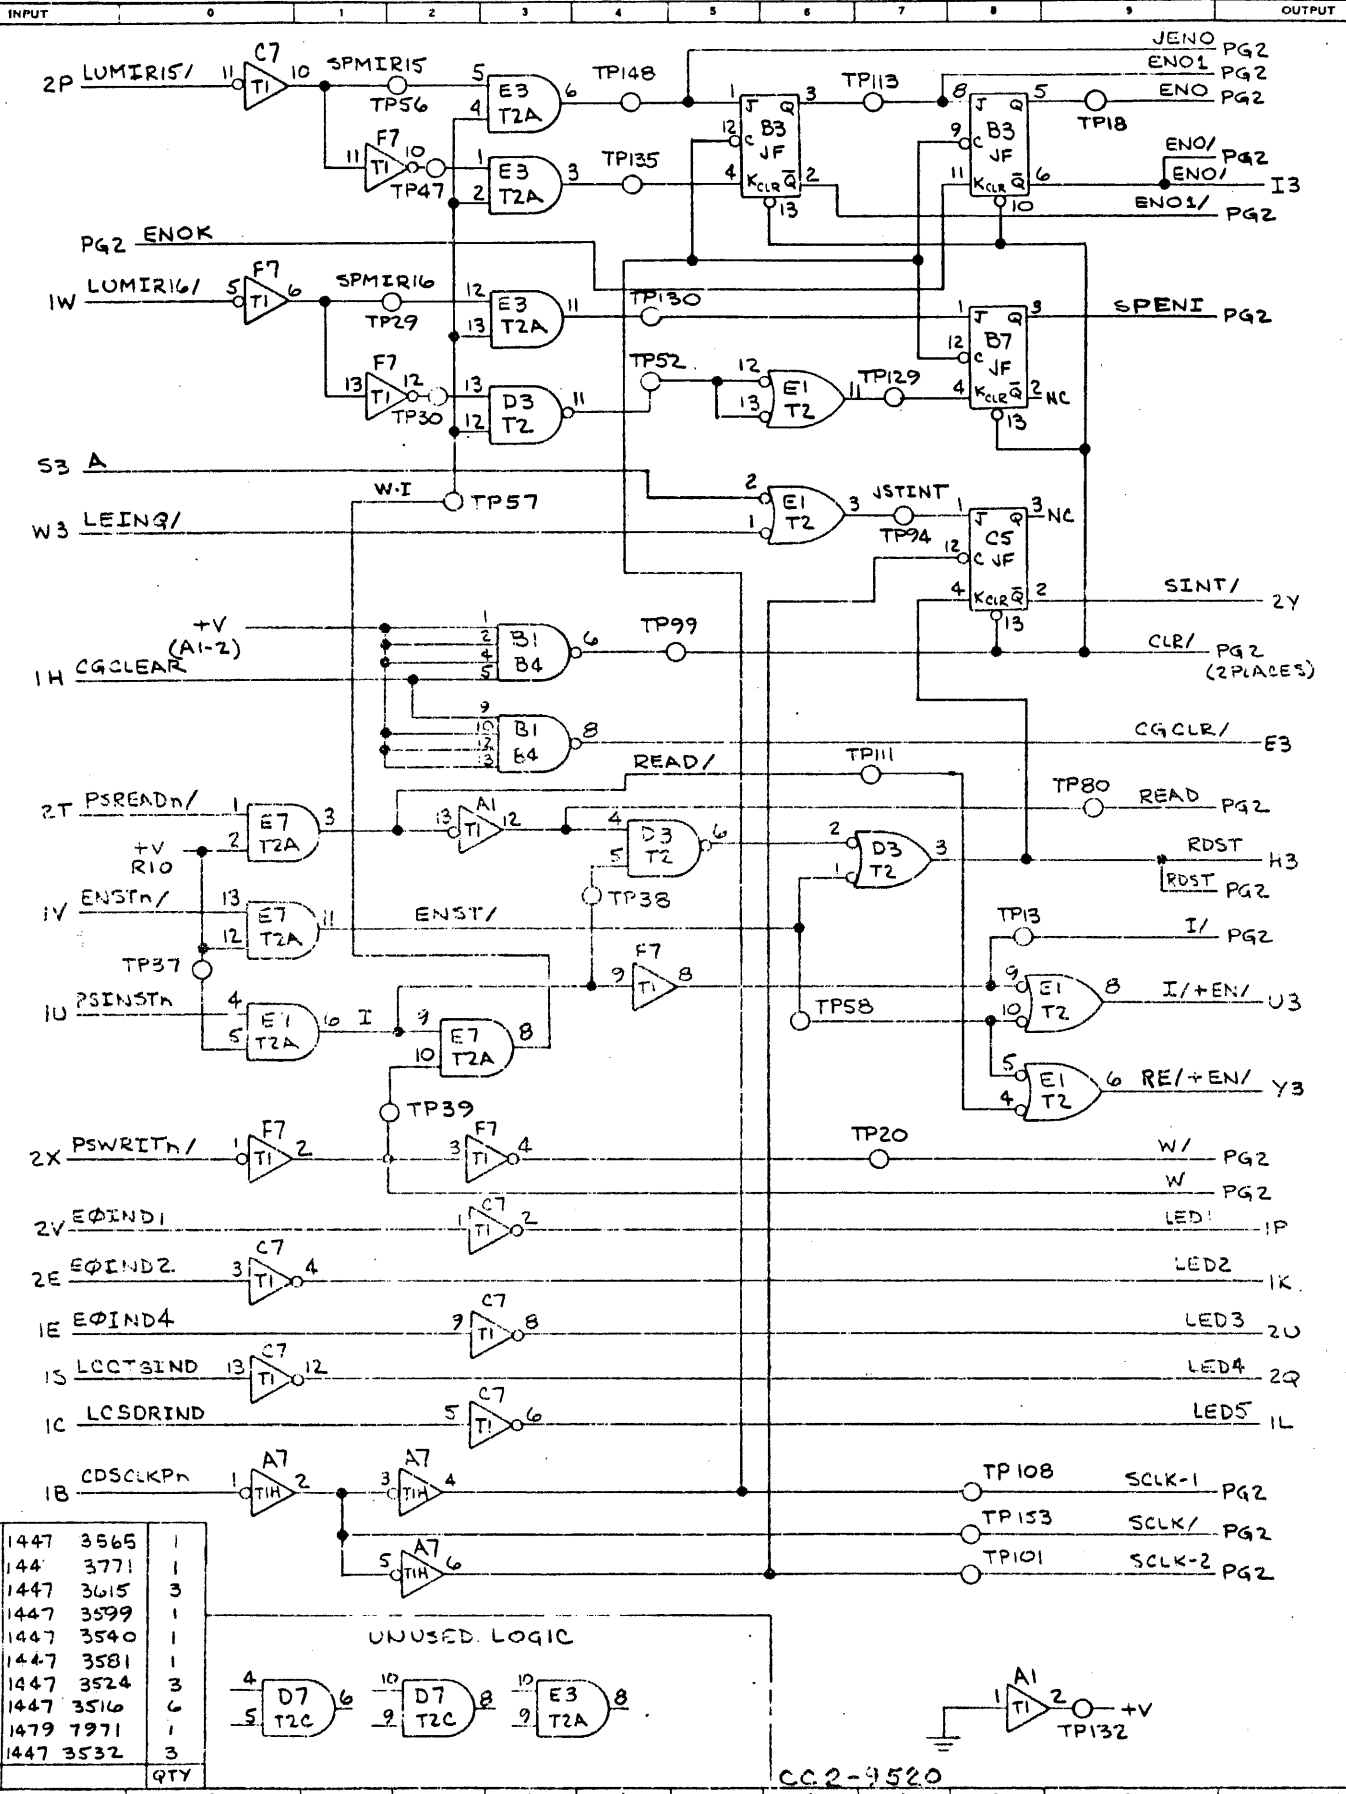 INPUT 0 1 2 3 4 5 6 7 8 9 OUTPUT
2P LUMIR15/ 11 C7 T1 10 SPMIR15 TP56 5 4 E3 T2A 6 TP148 1 J Q 3 TP113 8 J Q 5 TP18 JENO PG2
ENO1 PG2
ENO PG2
12 C B3 JF 9 C B3 JF
11 F7 T1 10 TP47 1 2 E3 T2A 3 TP135 4 K CLR Q 2 13 11 K CLR Q 6 10
ENO/ PG2
ENO/ I3
ENO1/ PG2
PG2 ENOK
1W LUMIR16/ 5 F7 T1 6 SPMIR16 TP29 12 13 E3 T2A 11 TP130 1 J Q 3 SPENI PG2
12 C B7 JF
13 F7 T1 12 TP30 13 12 D3 T2 11 TP52 12 13 E1 T2 11 TP129 4 K CLR Q 2 NC 13
S3 A
W·I TP57
W3 LEINQ/
2 1 E1 T2 3 JSTINT TP94 1 J Q 3 NC
12 C C5 JF
4 K CLR Q 2 13 SINT/ 2Y
+V
(A1-2)
1 2 4 5 B1 B4 6 TP99 CLR/ PG2
(2PLACES)
1H CGCLEAR
9 10 12 13 B1 B4 8 CGCLR/ E3
READ/ TP111
2T PSREADn/ 1 2 E7 T2A 3 13 A1 T1 12 TP80 READ PG2
+V
R10
4 5 D3 T2 6 TP38 2 1 D3 T2 3 RDST H3
RDST PG2
1V ENSTn/ 13 12 E7 T2A 11 ENST/
TP37
TP13 I/ PG2
9 F7 T1 8 9 10 E1 T2 8 I/+EN/ U3
1U PSINSTn 4 5 E7 T2A 6 I 9 10 E7 T2A 8 TP58
5 4 E1 T2 6 RE/+EN/ Y3
TP39
2X PSWRITn/ 1 F7 T1 2 3 F7 T1 4 TP20 W/ PG2
W PG2
2V EØIND1 1 C7 T1 2 LED1 1P
2E EØIND2 3 C7 T1 4 LED2 1K
1E EØIND4 9 C7 T1 8 LED3 2U
1S LCCTSIND 13 C7 T1 12 LED4 2Q
1C LCSDRIND 5 C7 T1 6 LED5 1L
1B CDSCLKPn 1 A7 T1H 2 3 A7 T1H 4 TP108 SCLK-1 PG2
TP153 SCLK/ PG2
5 A7 T1H 6 TP101 SCLK-2 PG2
1447 3565 1
144 3771 1
1447 3615 3
1447 3599 1
1447 3540 1
1447 3581 1
1447 3524 3
1447 3516 6
1479 7971 1
1447 3532 3
QTY
UNUSED LOGIC
4 5 D7 T2C 6
10 9 D7 T2C 8
10 9 E3 T2A 8
1 A1 T1 2 TP132 +V
CC2-9520